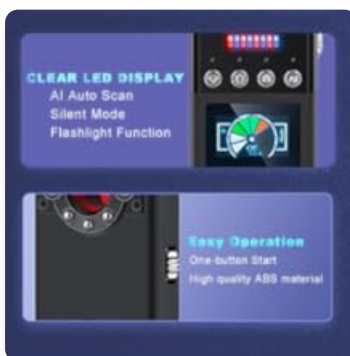 CLEAR LED DISPLAY
AI Auto Scan
Silent Mode
Flashlight Function
Easy Operation
One-button Start
High quality ABS material